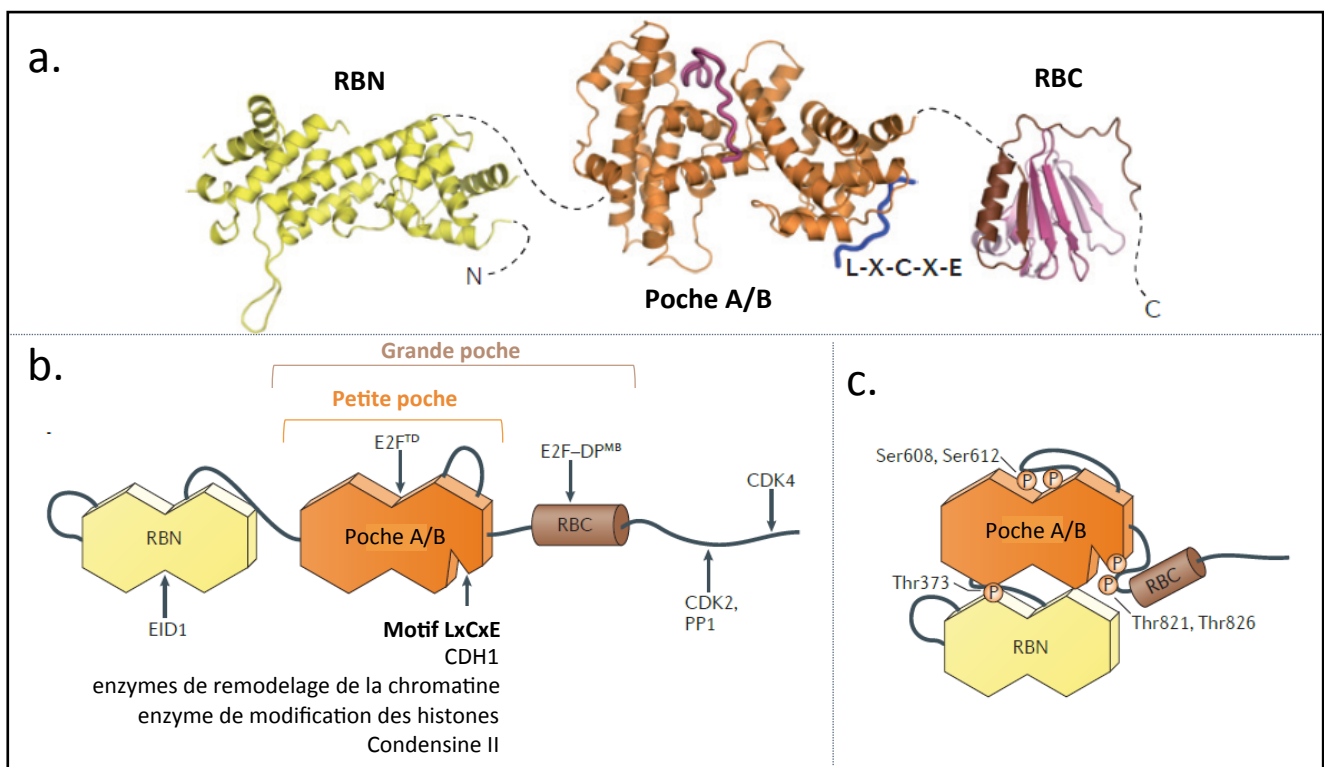 a.
RBN
RBC
N
L-X-C-X-E
Poche A/B
C
b.
Grande poche
Petite poche
E2F^TD
E2F–DP^MB
CDK4
RBN
Poche A/B
RBC
EID1
CDK2,
PP1
Motif LxCxE
CDH1
enzymes de remodelage de la chromatine
enzyme de modification des histones
Condensine II
c.
Ser608, Ser612
P
P
Poche A/B
P
P
RBC
Thr373
P
Thr821, Thr826
RBN